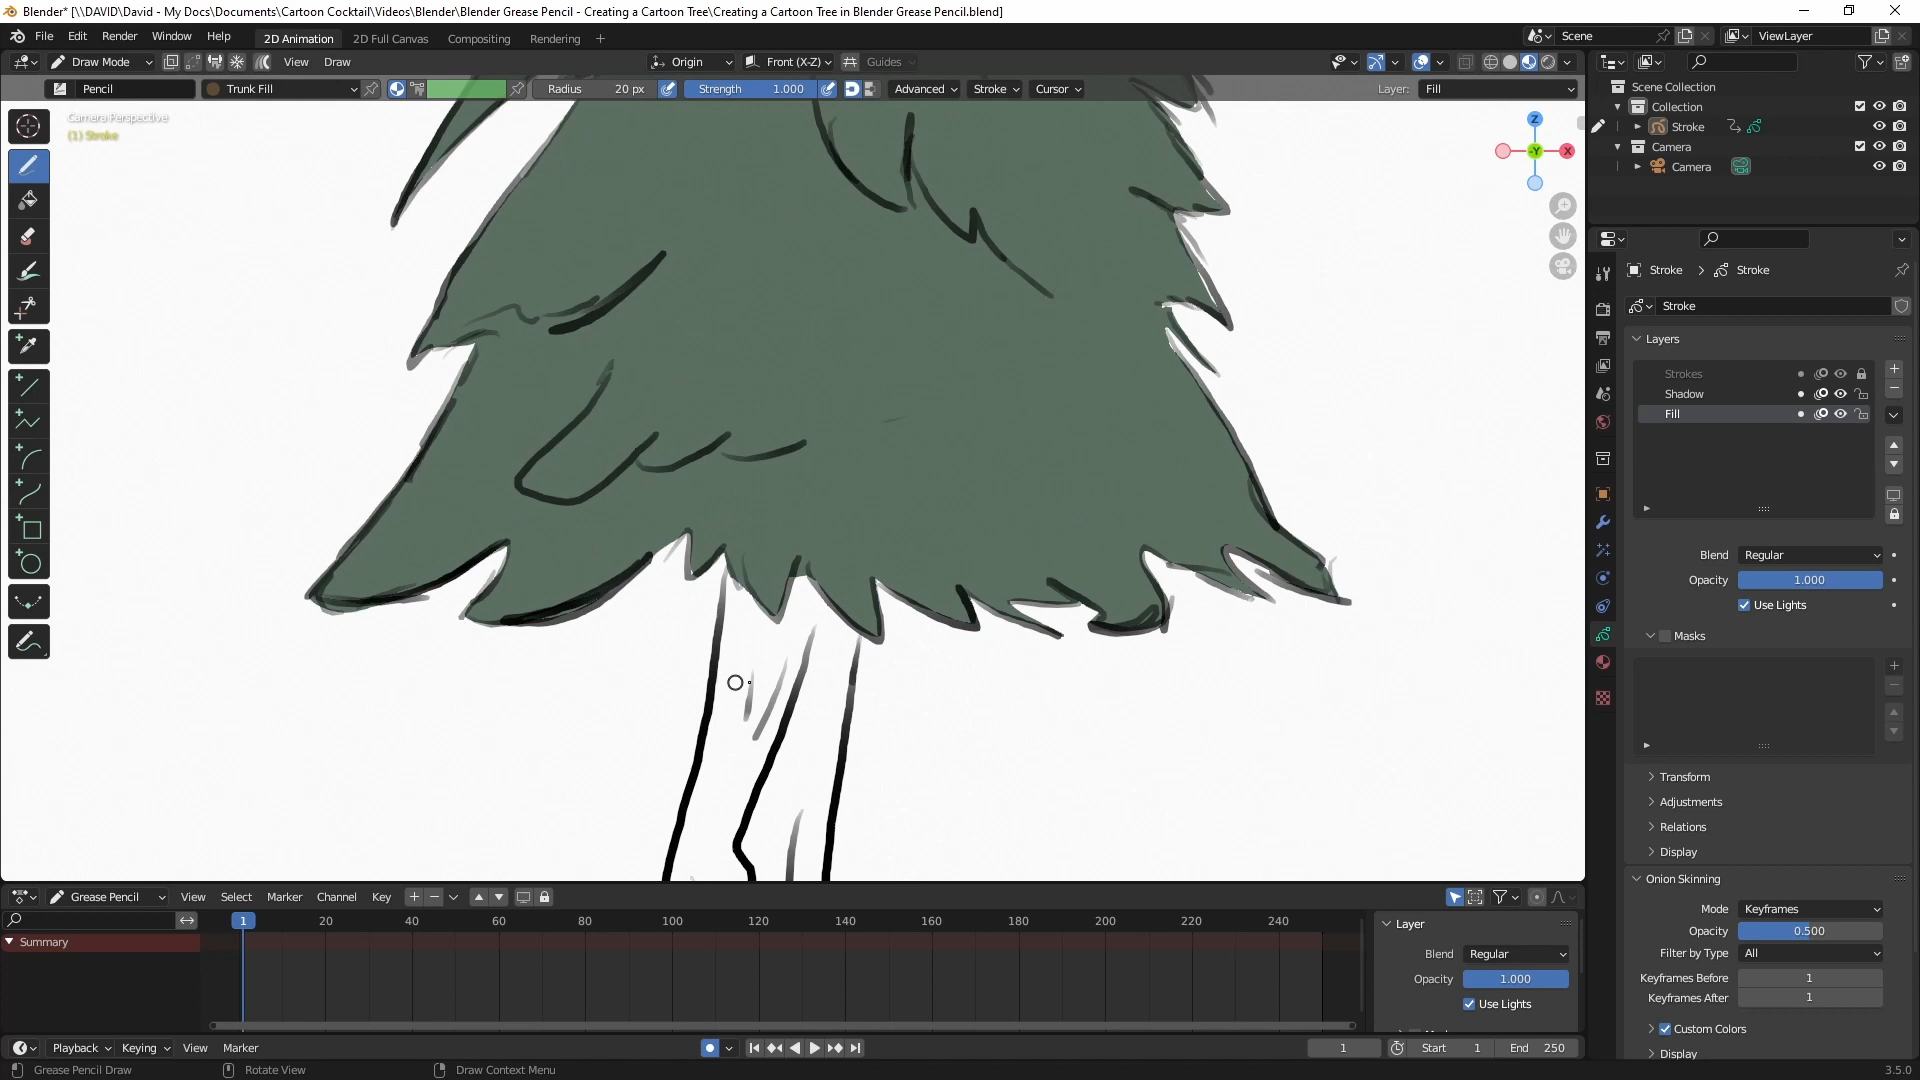 Blender* [\\DAVID\David - My Docs\Documents\Cartoon Cocktail\Videos\Blender\Blender Grease Pencil - Creating a Cartoon Tree\Creating a Cartoon Tree in Blender Grease Pencil.blend]
File Edit Render Window Help 2D Animation 2D Full Canvas Compositing Rendering + Scene ViewLayer
Draw Mode View Draw Origin Front (X-Z) Guides
Pencil Trunk Fill Radius 20 px Strength 1.000 Advanced Stroke Cursor Layer: Fill
Camera Perspective
(1) Stroke
Z
-Y
X
Scene Collection
Collection
Stroke
Camera
Camera
Stroke > Stroke
Stroke
Layers
Strokes
Shadow
Fill
Blend Regular
Opacity 1.000
Use Lights
Masks
Transform
Adjustments
Relations
Display
Onion Skinning
Mode Keyframes
Opacity 0.500
Filter by Type All
Keyframes Before 1
Keyframes After 1
Custom Colors
Display
Grease Pencil View Select Marker Channel Key
1 20 40 60 80 100 120 140 160 180 200 220 240
Summary
Layer
Blend Regular
Opacity 1.000
Use Lights
Playback Keying View Marker 1 Start 1 End 250
Grease Pencil Draw Rotate View Draw Context Menu 3.5.0